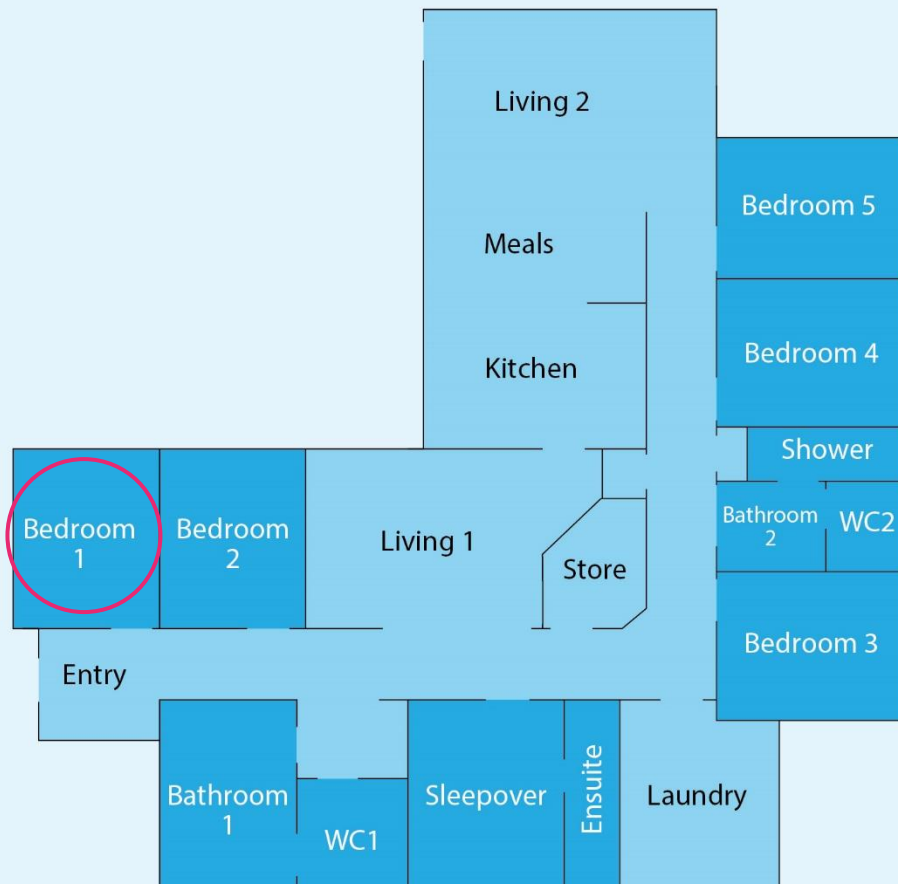 Living 2
Bedroom 5
Meals
Bedroom 4
Kitchen
Shower
Bedroom
1
Bedroom
2
Living 1
Store
Bathroom
2
WC2
Bedroom 3
Entry
Bathroom
1
WC1
Sleepover
Ensuite
Laundry